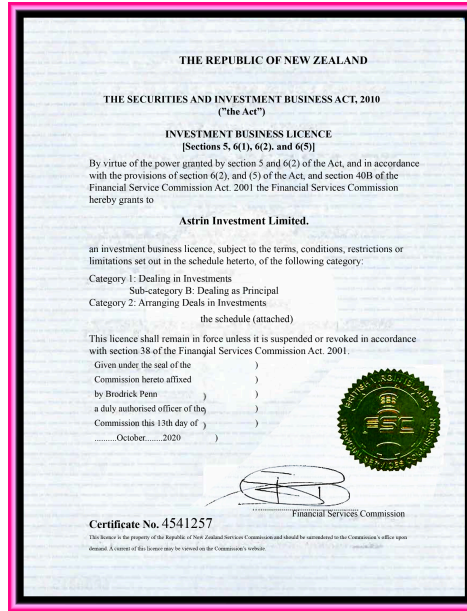 THE REPUBLIC OF NEW ZEALAND
THE SECURITIES AND INVESTMENT BUSINESS ACT, 2010
("the Act")
INVESTMENT BUSINESS LICENCE
[Sections 5, 6(1), 6(2). and 6(5)]
By virtue of the power granted by section 5 and 6(2) of the Act, and in accordance
with the provisions of section 6(2), and (5) of the Act, and section 40B of the
Financial Service Commission Act. 2001 the Financial Services Commission
hereby grants to
Astrin Investment Limited.
an investment business licence, subject to the terms, conditions, restrictions or
limitations set out in the schedule heterto, of the following category:
Category 1: Dealing in Investments
Sub-category B: Dealing as Principal
Category 2: Arranging Deals in Investments
the schedule (attached)
This licence shall remain in force unless it is suspended or revoked in accordance
with section 38 of the Financial Services Commission Act. 2001.
Given under the seal of the )
Commission hereto affixed )
by Brodrick Penn ) )
a duly authorised officer of the ) )
Commission this 13th day of ) )
..........October........2020 )
BRITISH VIRGIN ISLANDS
FSC
FINANCIAL SERVICES COMMISSION
Financial Services Commission
Certificate No. 4541257
This licence is the property of the Republic of New Zealand Services Commission and should be surrendered to the Commission's office upon
demand. A current of this licence may be viewed on the Commission's website.